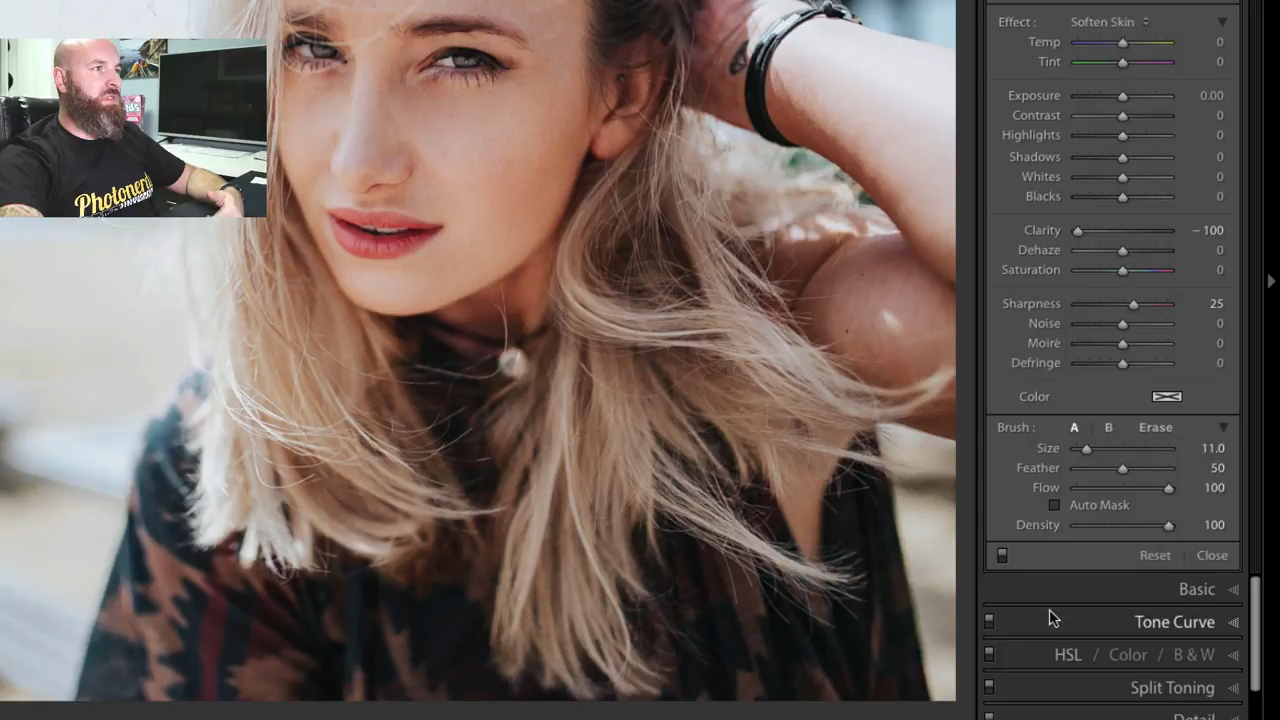 Effect : Soften Skin
Temp 0
Tint 0
Exposure 0.00
Contrast 0
Highlights 0
Shadows 0
Whites 0
Blacks 0
Clarity – 100
Dehaze 0
Saturation 0
Sharpness 25
Noise 0
Moiré 0
Defringe 0
Color
Brush : A B Erase
Size 11.0
Feather 50
Flow 100
Auto Mask
Density 100
Reset Close
Basic
Tone Curve
HSL / Color / B & W
Split Toning
Detail